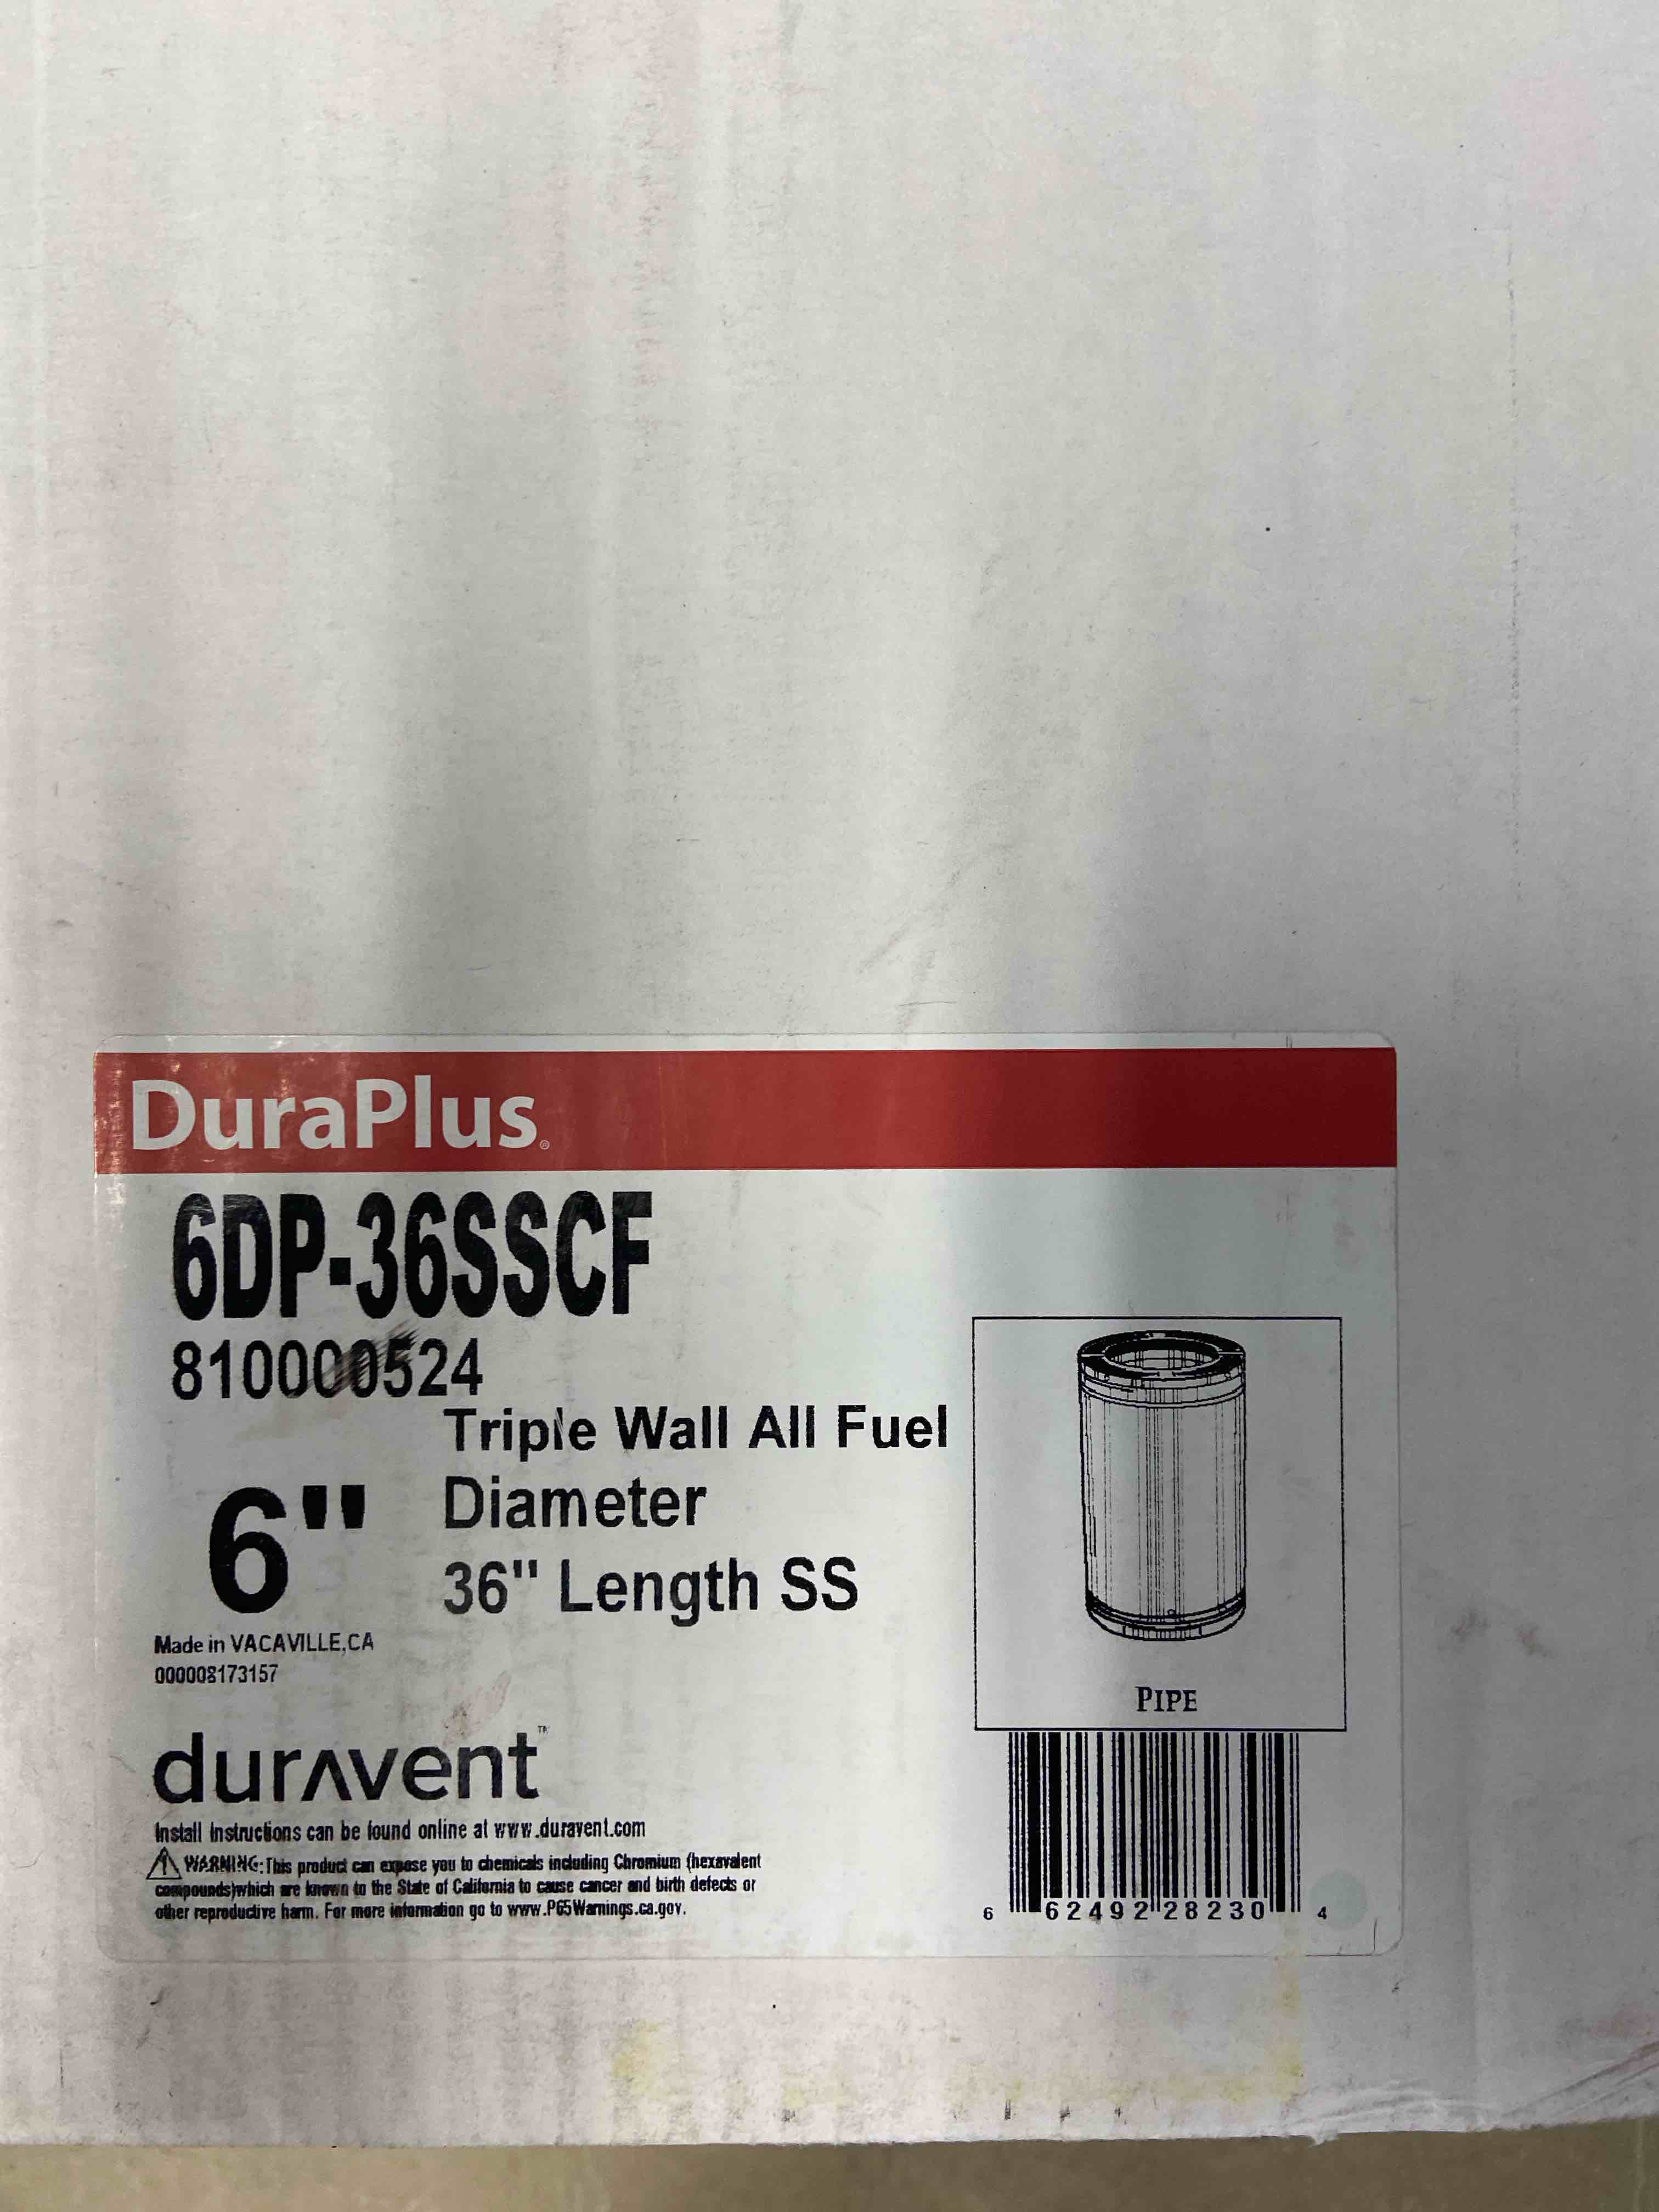 DuraPlus®
6DP-36SSCF
810000524
Triple Wall All Fuel
6" Diameter
36" Length SS
Made in VACAVILLE,CA
000008173157
PIPE
duravent™
Install Instructions can be found online at www.duravent.com
WARNING:This product can expose you to chemicals including Chromium (hexavalent
compounds)which are known to the State of California to cause cancer and birth defects or
other reproductive harm. For more information go to www.P65Warnings.ca.gov.
6 62492 28230 4